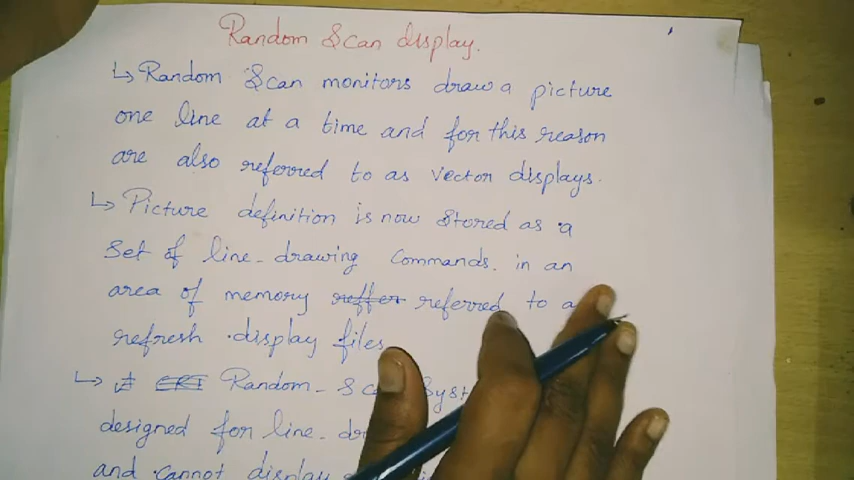 Random Scan display.
↳ Random Scan monitors draw a picture
one line at a time and for this reason
are also referred to as vector displays.
↳ Picture definition is now stored as a
set of line-drawing commands. in an
area of memory referred to a
refresh display files
↳ Random-Scan
designed for line-
and cannot display